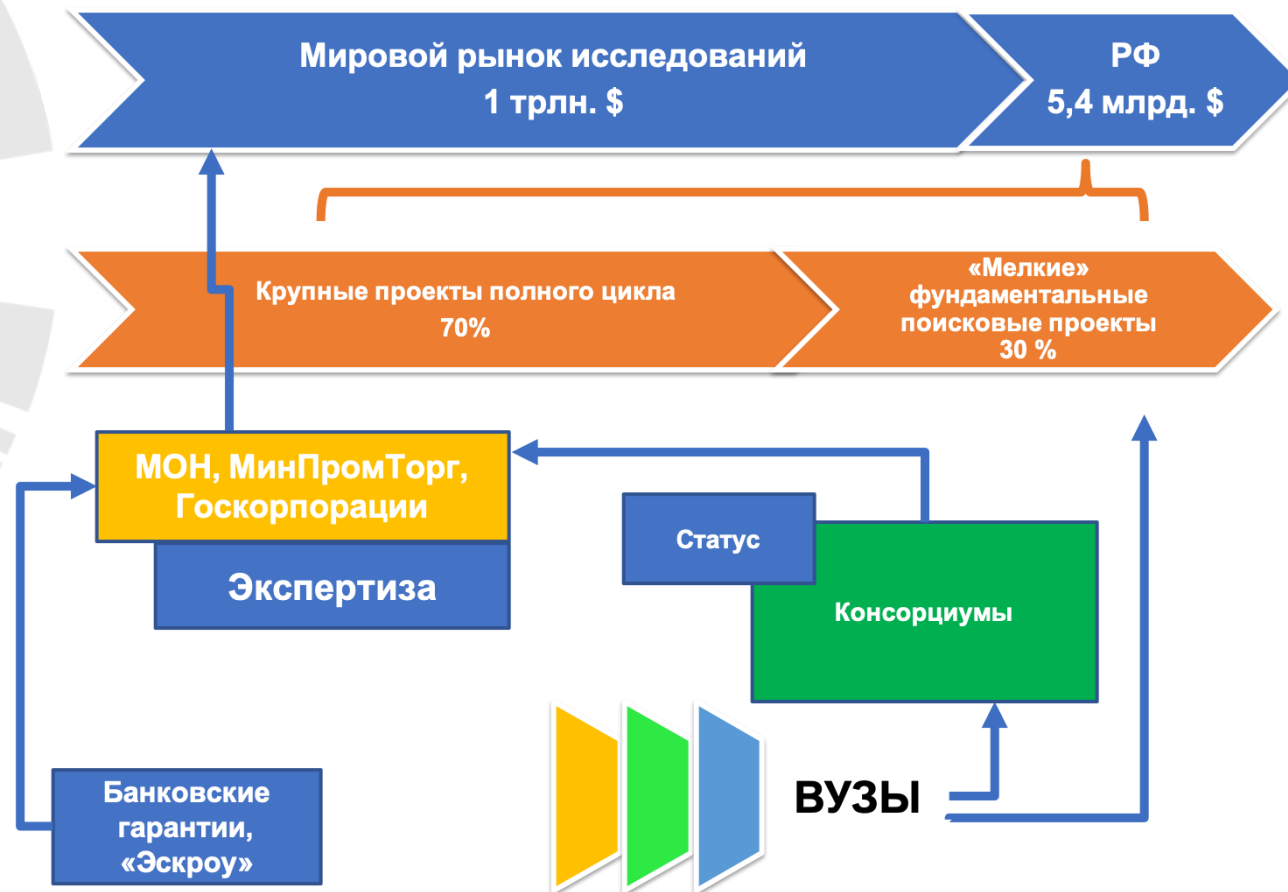 Мировой рынок исследований
1 трлн. $
РФ
5,4 млрд. $
Крупные проекты полного цикла
70%
«Мелкие»
фундаментальные
поисковые проекты
30 %
МОН, МинПромТорг,
Госкорпорации
Экспертиза
Статус
Консорциумы
Банковские
гарантии,
«Эскроу»
ВУЗЫ